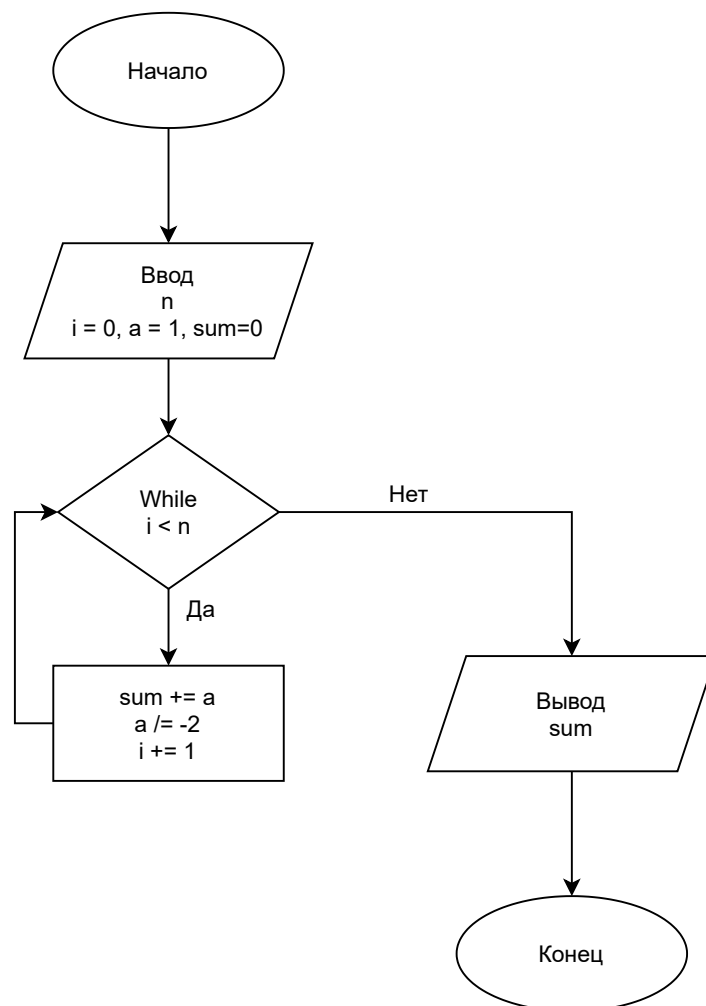 Начало
Ввод
n
i = 0, a = 1, sum=0
While
i < n
Нет
Да
sum += a
a /= -2
i += 1
Вывод
sum
Конец